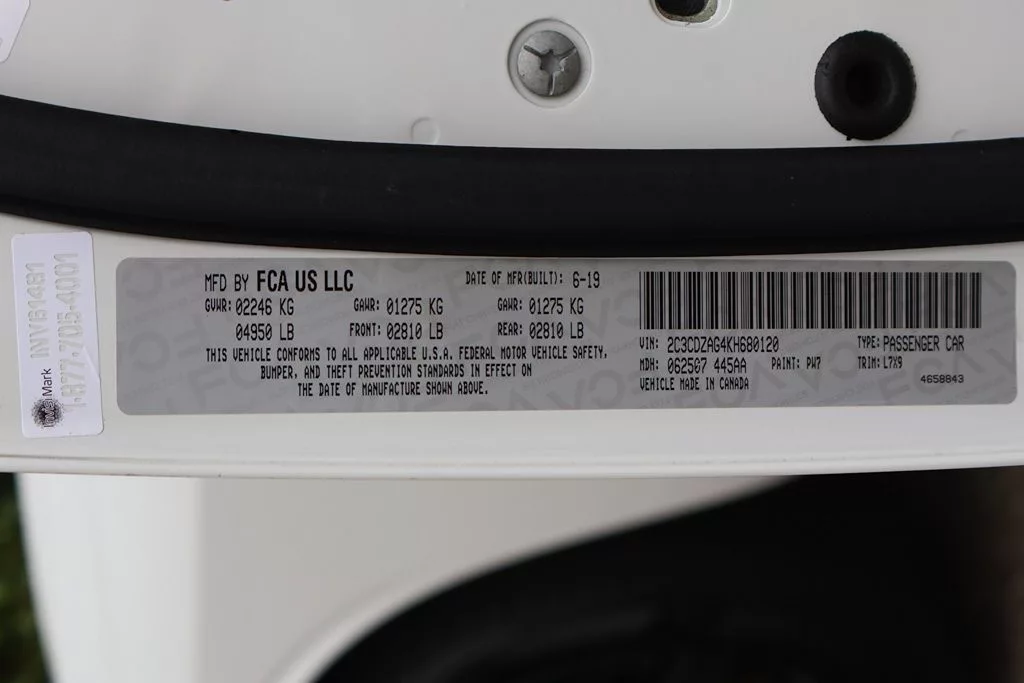 MFD BY FCA US LLC
DATE OF MFR(BUILT): 6-19
GVWR: 02246 KG GAWR: 01275 KG GAWR: 01275 KG
04950 LB FRONT: 02810 LB REAR: 02810 LB
THIS VEHICLE CONFORMS TO ALL APPLICABLE U.S.A. FEDERAL MOTOR VEHICLE SAFETY,
BUMPER, AND THEFT PREVENTION STANDARDS IN EFFECT ON
THE DATE OF MANUFACTURE SHOWN ABOVE.
VIN: 2C3CDZAG4KH680120 TYPE: PASSENGER CAR
MDH: 062507 445AA PAINT: PW7 TRIM: L7X9
VEHICLE MADE IN CANADA 4658843
Mark
1-877-705-4001